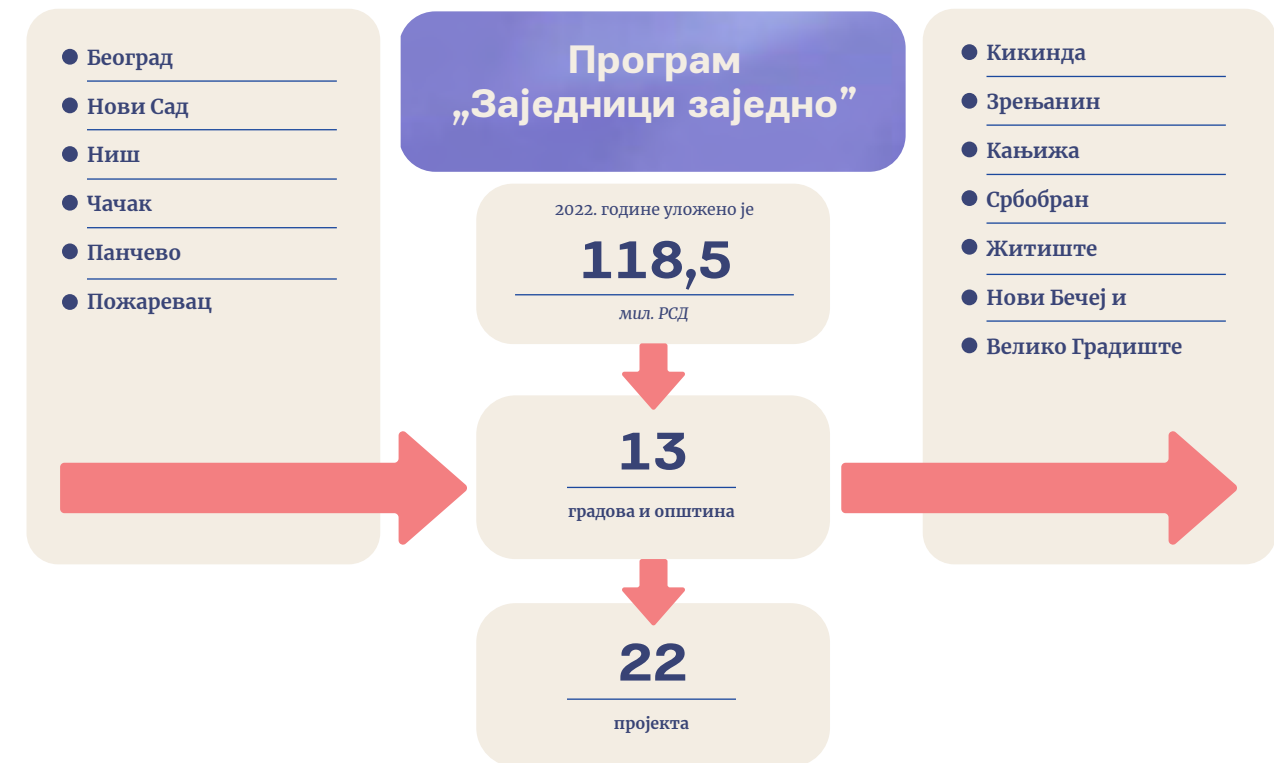 Београд
Нови Сад
Ниш
Чачак
Панчево
Пожаревац
Програм
„Заједници заједно”
2022. године уложено је
118,5
мил. РСД
13
градова и општина
22
пројекта
Кикинда
Зрењанин
Кањижа
Србобран
Житиште
Нови Бечеј и
Велико Градиште